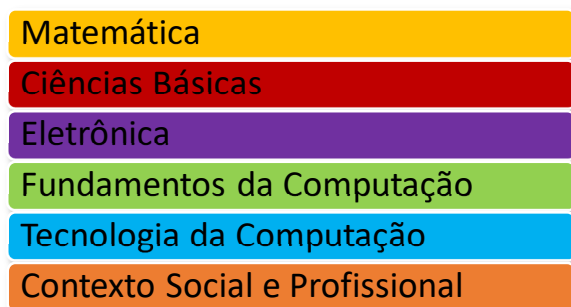 Matemática
Ciências Básicas
Eletrônica
Fundamentos da Computação
Tecnologia da Computação
Contexto Social e Profissional